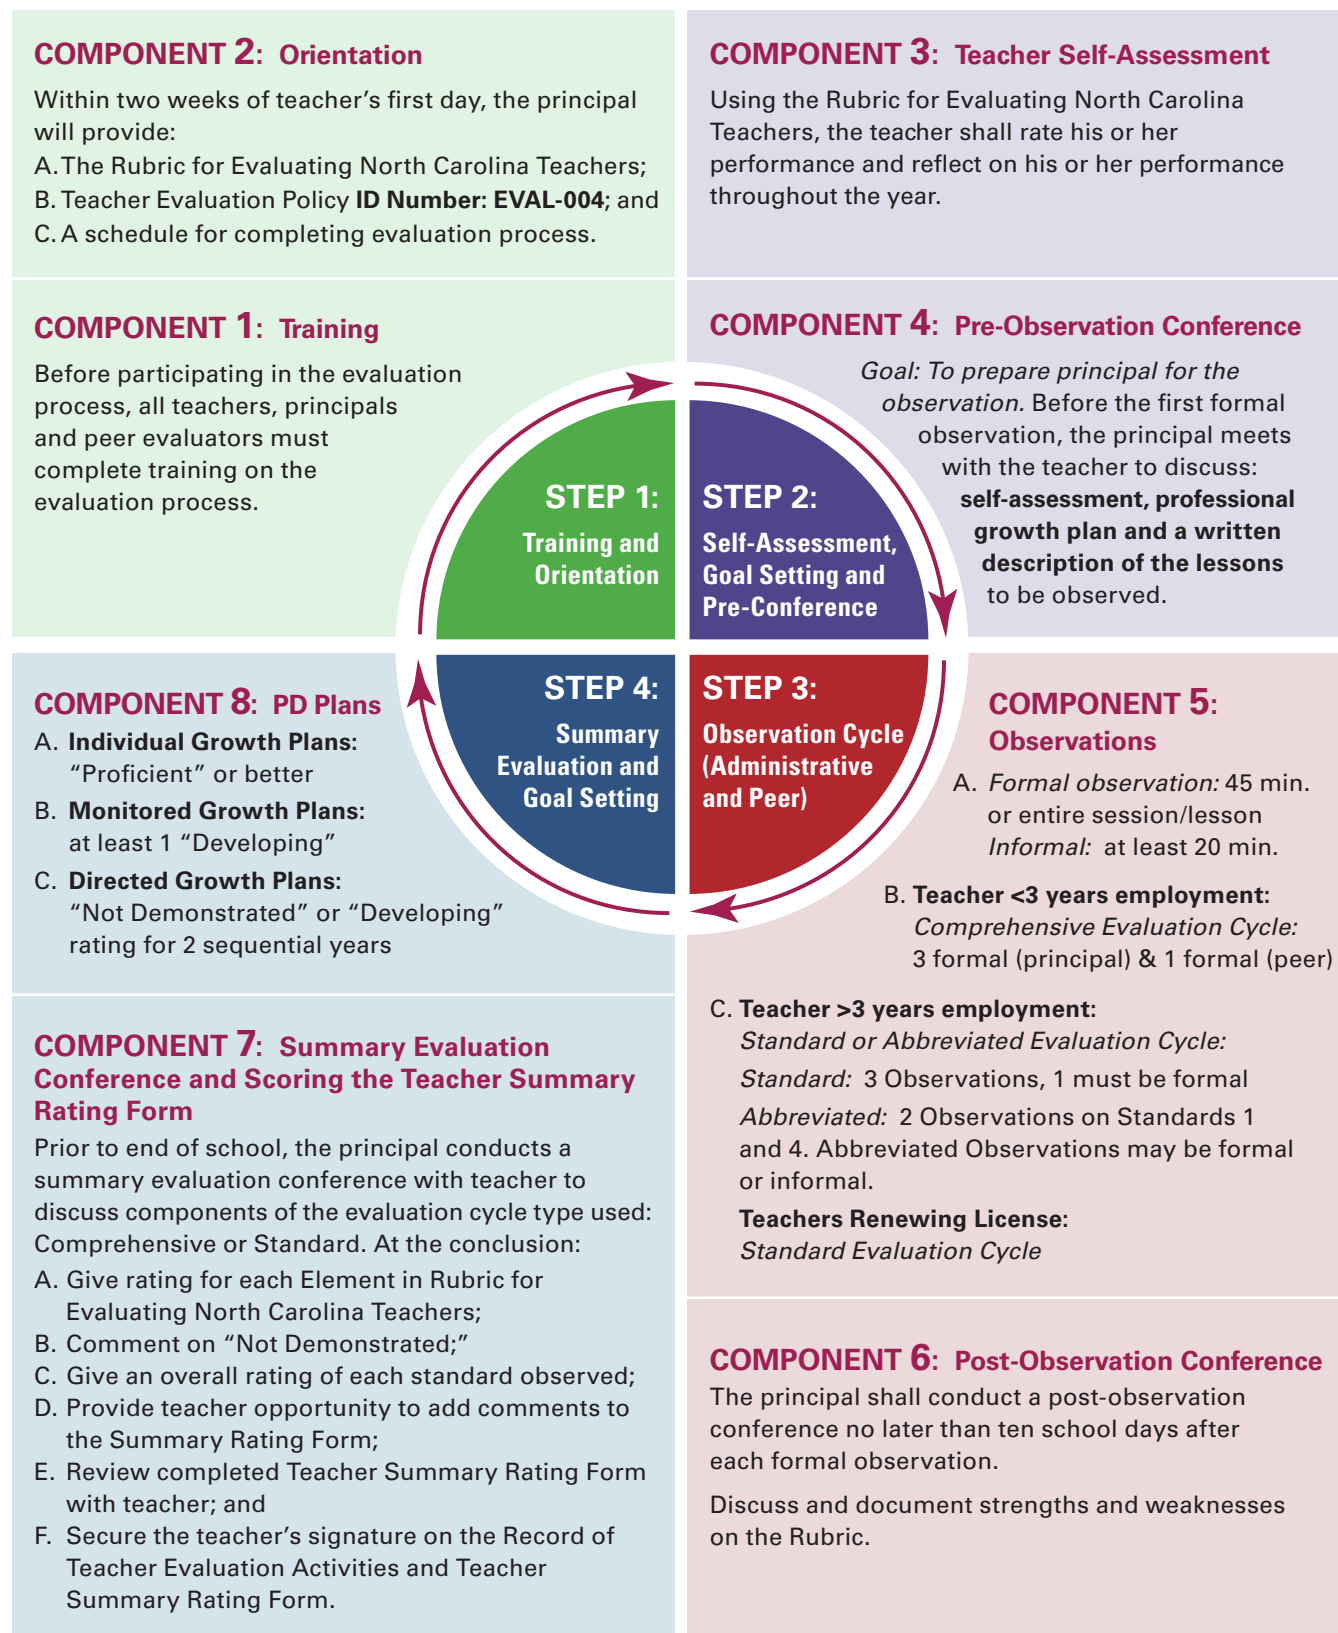 COMPONENT 2: Orientation
Within two weeks of teacher’s first day, the principal
will provide:
A. The Rubric for Evaluating North Carolina Teachers;
B. Teacher Evaluation Policy ID Number: EVAL-004; and
C. A schedule for completing evaluation process.
COMPONENT 3: Teacher Self-Assessment
Using the Rubric for Evaluating North Carolina
Teachers, the teacher shall rate his or her
performance and reflect on his or her performance
throughout the year.
COMPONENT 1: Training
Before participating in the evaluation
process, all teachers, principals
and peer evaluators must
complete training on the
evaluation process.
COMPONENT 4: Pre-Observation Conference
Goal: To prepare principal for the
observation. Before the first formal
observation, the principal meets
with the teacher to discuss:
self-assessment, professional
growth plan and a written
description of the lessons
to be observed.
STEP 1:
Training and
Orientation
STEP 2:
Self-Assessment,
Goal Setting and
Pre-Conference
STEP 4:
Summary
Evaluation and
Goal Setting
STEP 3:
Observation Cycle
(Administrative
and Peer)
COMPONENT 8: PD Plans
A. Individual Growth Plans:
“Proficient” or better
B. Monitored Growth Plans:
at least 1 “Developing”
C. Directed Growth Plans:
“Not Demonstrated” or “Developing”
rating for 2 sequential years
COMPONENT 5:
Observations
A. Formal observation: 45 min.
or entire session/lesson
Informal: at least 20 min.
B. Teacher <3 years employment:
Comprehensive Evaluation Cycle:
3 formal (principal) & 1 formal (peer)
C. Teacher >3 years employment:
Standard or Abbreviated Evaluation Cycle:
Standard: 3 Observations, 1 must be formal
Abbreviated: 2 Observations on Standards 1
and 4. Abbreviated Observations may be formal
or informal.
Teachers Renewing License:
Standard Evaluation Cycle
COMPONENT 7: Summary Evaluation
Conference and Scoring the Teacher Summary
Rating Form
Prior to end of school, the principal conducts a
summary evaluation conference with teacher to
discuss components of the evaluation cycle type used:
Comprehensive or Standard. At the conclusion:
A. Give rating for each Element in Rubric for
Evaluating North Carolina Teachers;
B. Comment on “Not Demonstrated;”
C. Give an overall rating of each standard observed;
D. Provide teacher opportunity to add comments to
the Summary Rating Form;
E. Review completed Teacher Summary Rating Form
with teacher; and
F. Secure the teacher’s signature on the Record of
Teacher Evaluation Activities and Teacher
Summary Rating Form.
COMPONENT 6: Post-Observation Conference
The principal shall conduct a post-observation
conference no later than ten school days after
each formal observation.
Discuss and document strengths and weaknesses
on the Rubric.